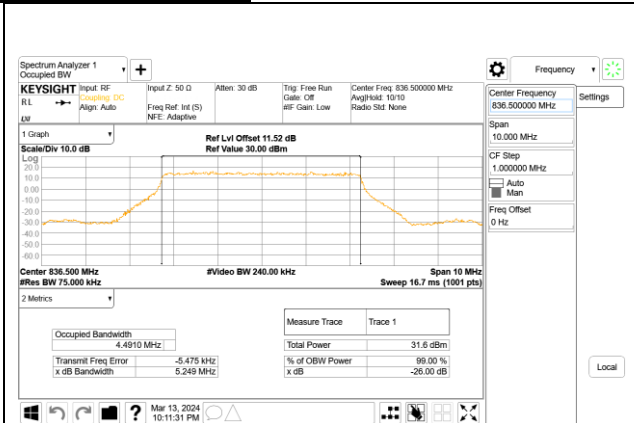 Spectrum Analyzer 1
Occupied BW
+
Frequency
KEYSIGHT
RL
Input: RF
Coupling: DC
Align: Auto
Input Z: 50 Ω
Freq Ref: Int (S)
NFE: Adaptive
Atten: 30 dB
Trig: Free Run
Gate: Off
#IF Gain: Low
Center Freq: 836.500000 MHz
Avg|Hold: 10/10
Radio Std: None
Center Frequency
836.500000 MHz
Settings
Span
10.000 MHz
CF Step
1.000000 MHz
Auto
Man
Freq Offset
0 Hz
Local
1 Graph
Scale/Div 10.0 dB
Ref Lvl Offset 11.52 dB
Ref Value 30.00 dBm
Log
20.0
10.0
0.00
-10.0
-20.0
-30.0
-40.0
-50.0
-60.0
Center 836.500 MHz
#Res BW 75.000 kHz
#Video BW 240.00 kHz
Span 10 MHz
Sweep 16.7 ms (1001 pts)
2 Metrics
Occupied Bandwidth
4.4910 MHz
Transmit Freq Error -5.475 kHz
x dB Bandwidth 5.249 MHz
Measure Trace Trace 1
Total Power 31.6 dBm
% of OBW Power 99.00 %
x dB -26.00 dB
?
Mar 13, 2024
10:11:31 PM